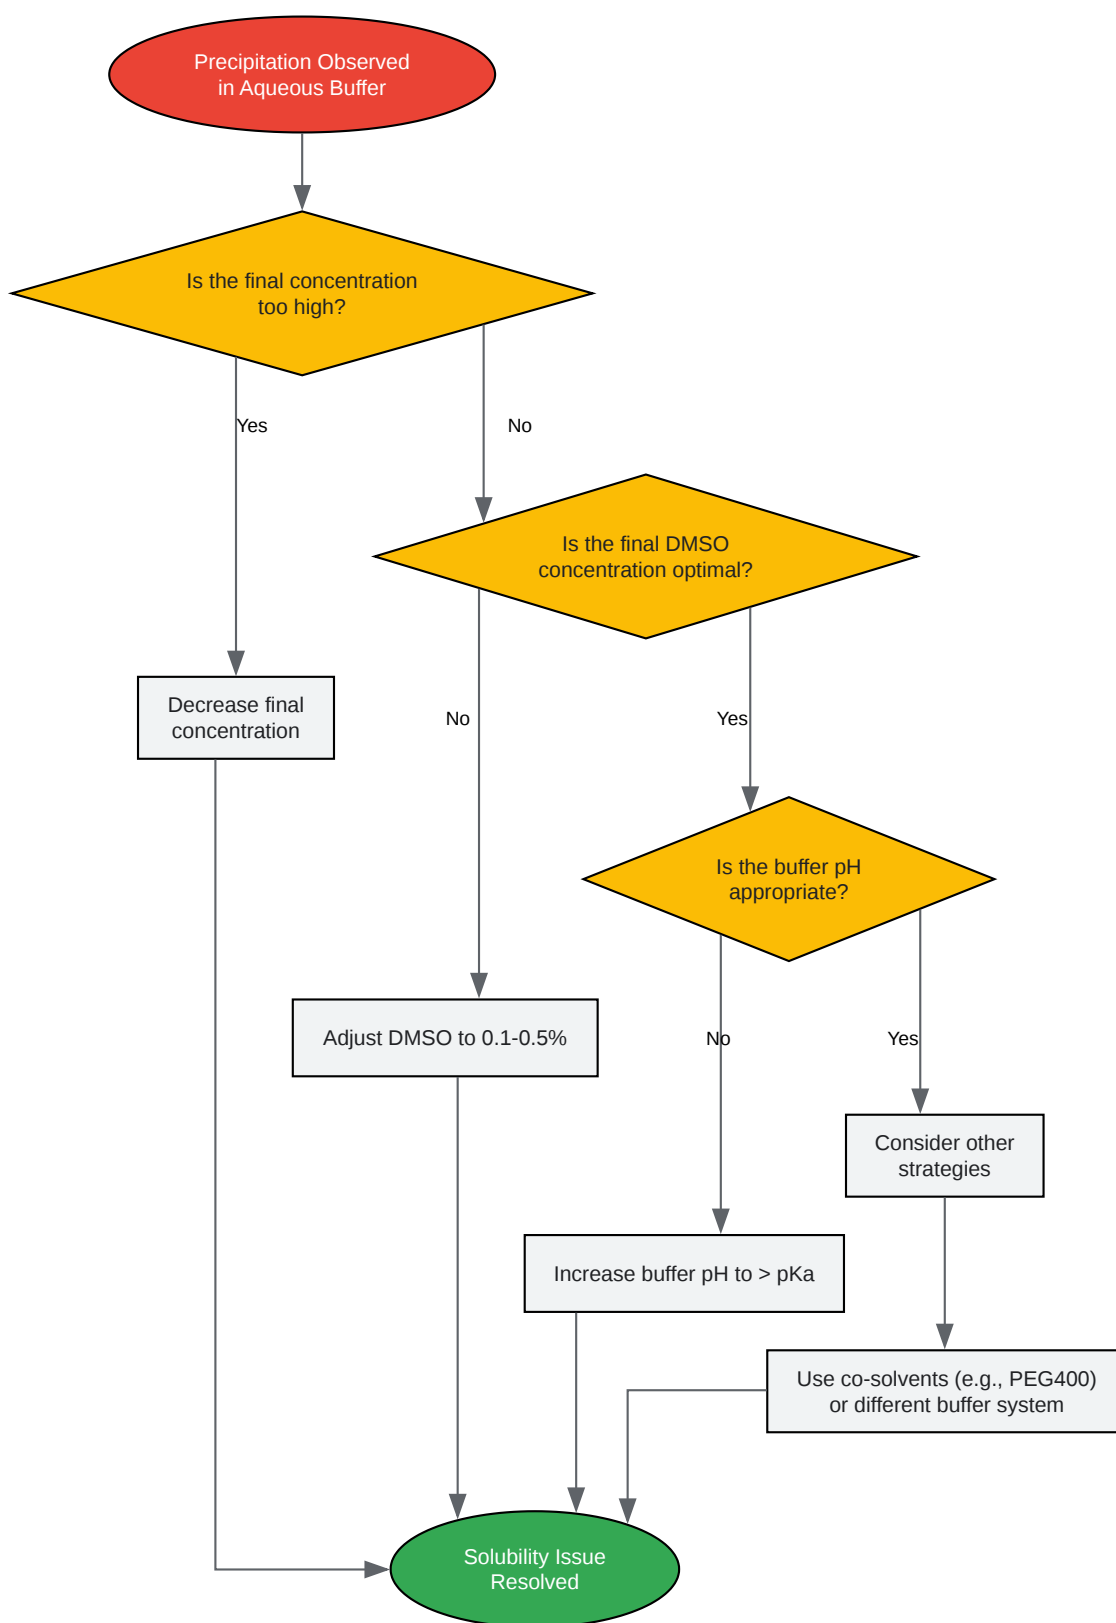 Precipitation Observed
in Aqueous Buffer
Is the final concentration
too high?
Yes
No
Is the final DMSO
concentration optimal?
Decrease final
concentration
No
Yes
Is the buffer pH
appropriate?
Adjust DMSO to 0.1-0.5%
No
Yes
Consider other
strategies
Increase buffer pH to > pKa
Use co-solvents (e.g., PEG400)
or different buffer system
Solubility Issue
Resolved